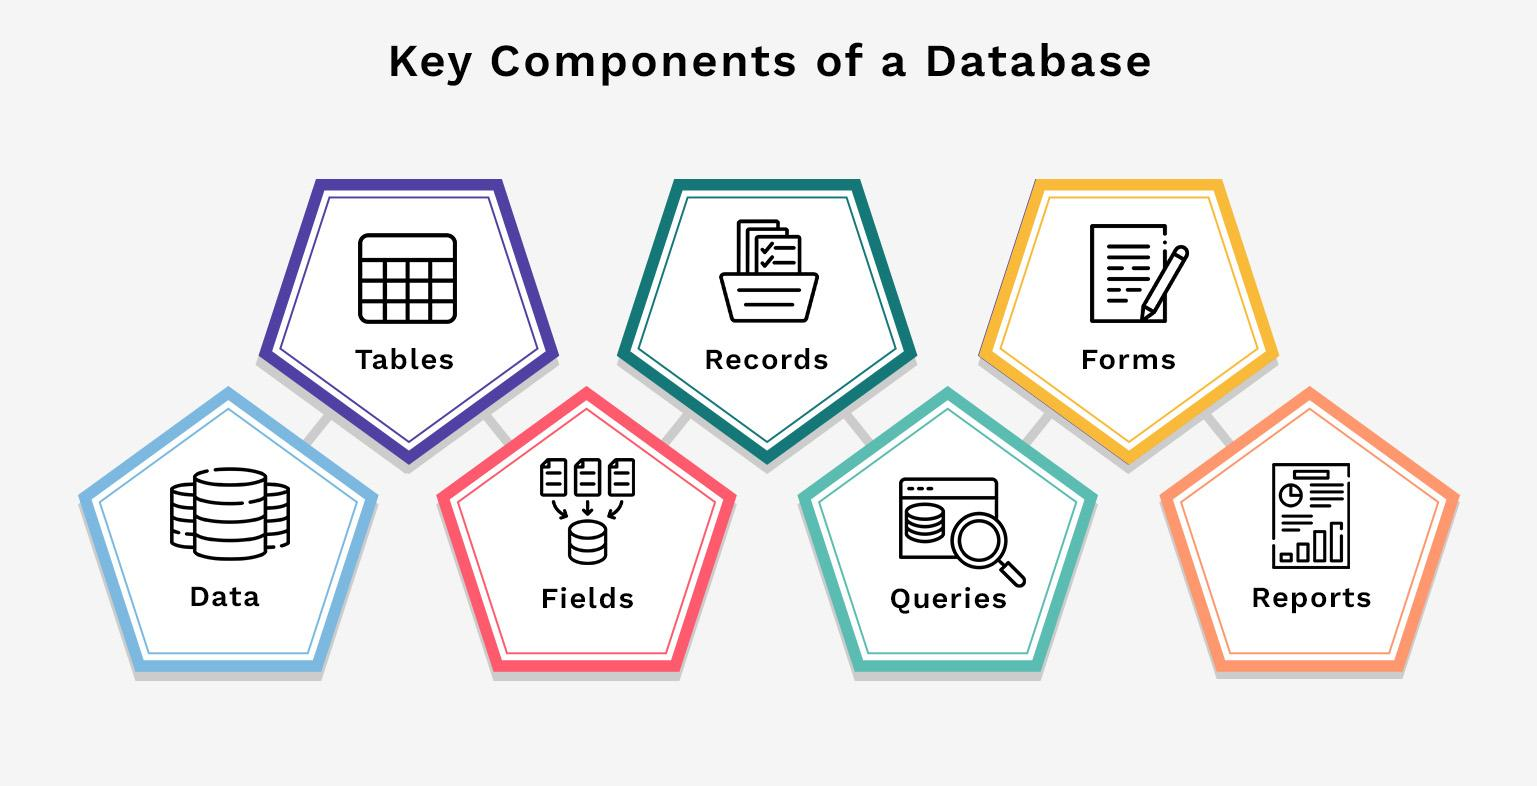 Key Components of a Database
Tables
Records
Forms
Data
Fields
Queries
Reports